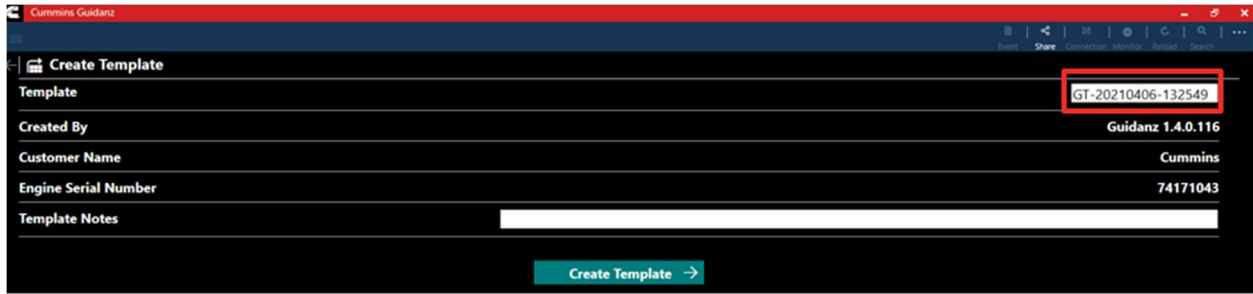 Cummins Guidanz
Event Share Connection Monitor Reload Search
Create Template
Template GT-20210406-132549
Created By Guidanz 1.4.0.116
Customer Name Cummins
Engine Serial Number 74171043
Template Notes
Create Template